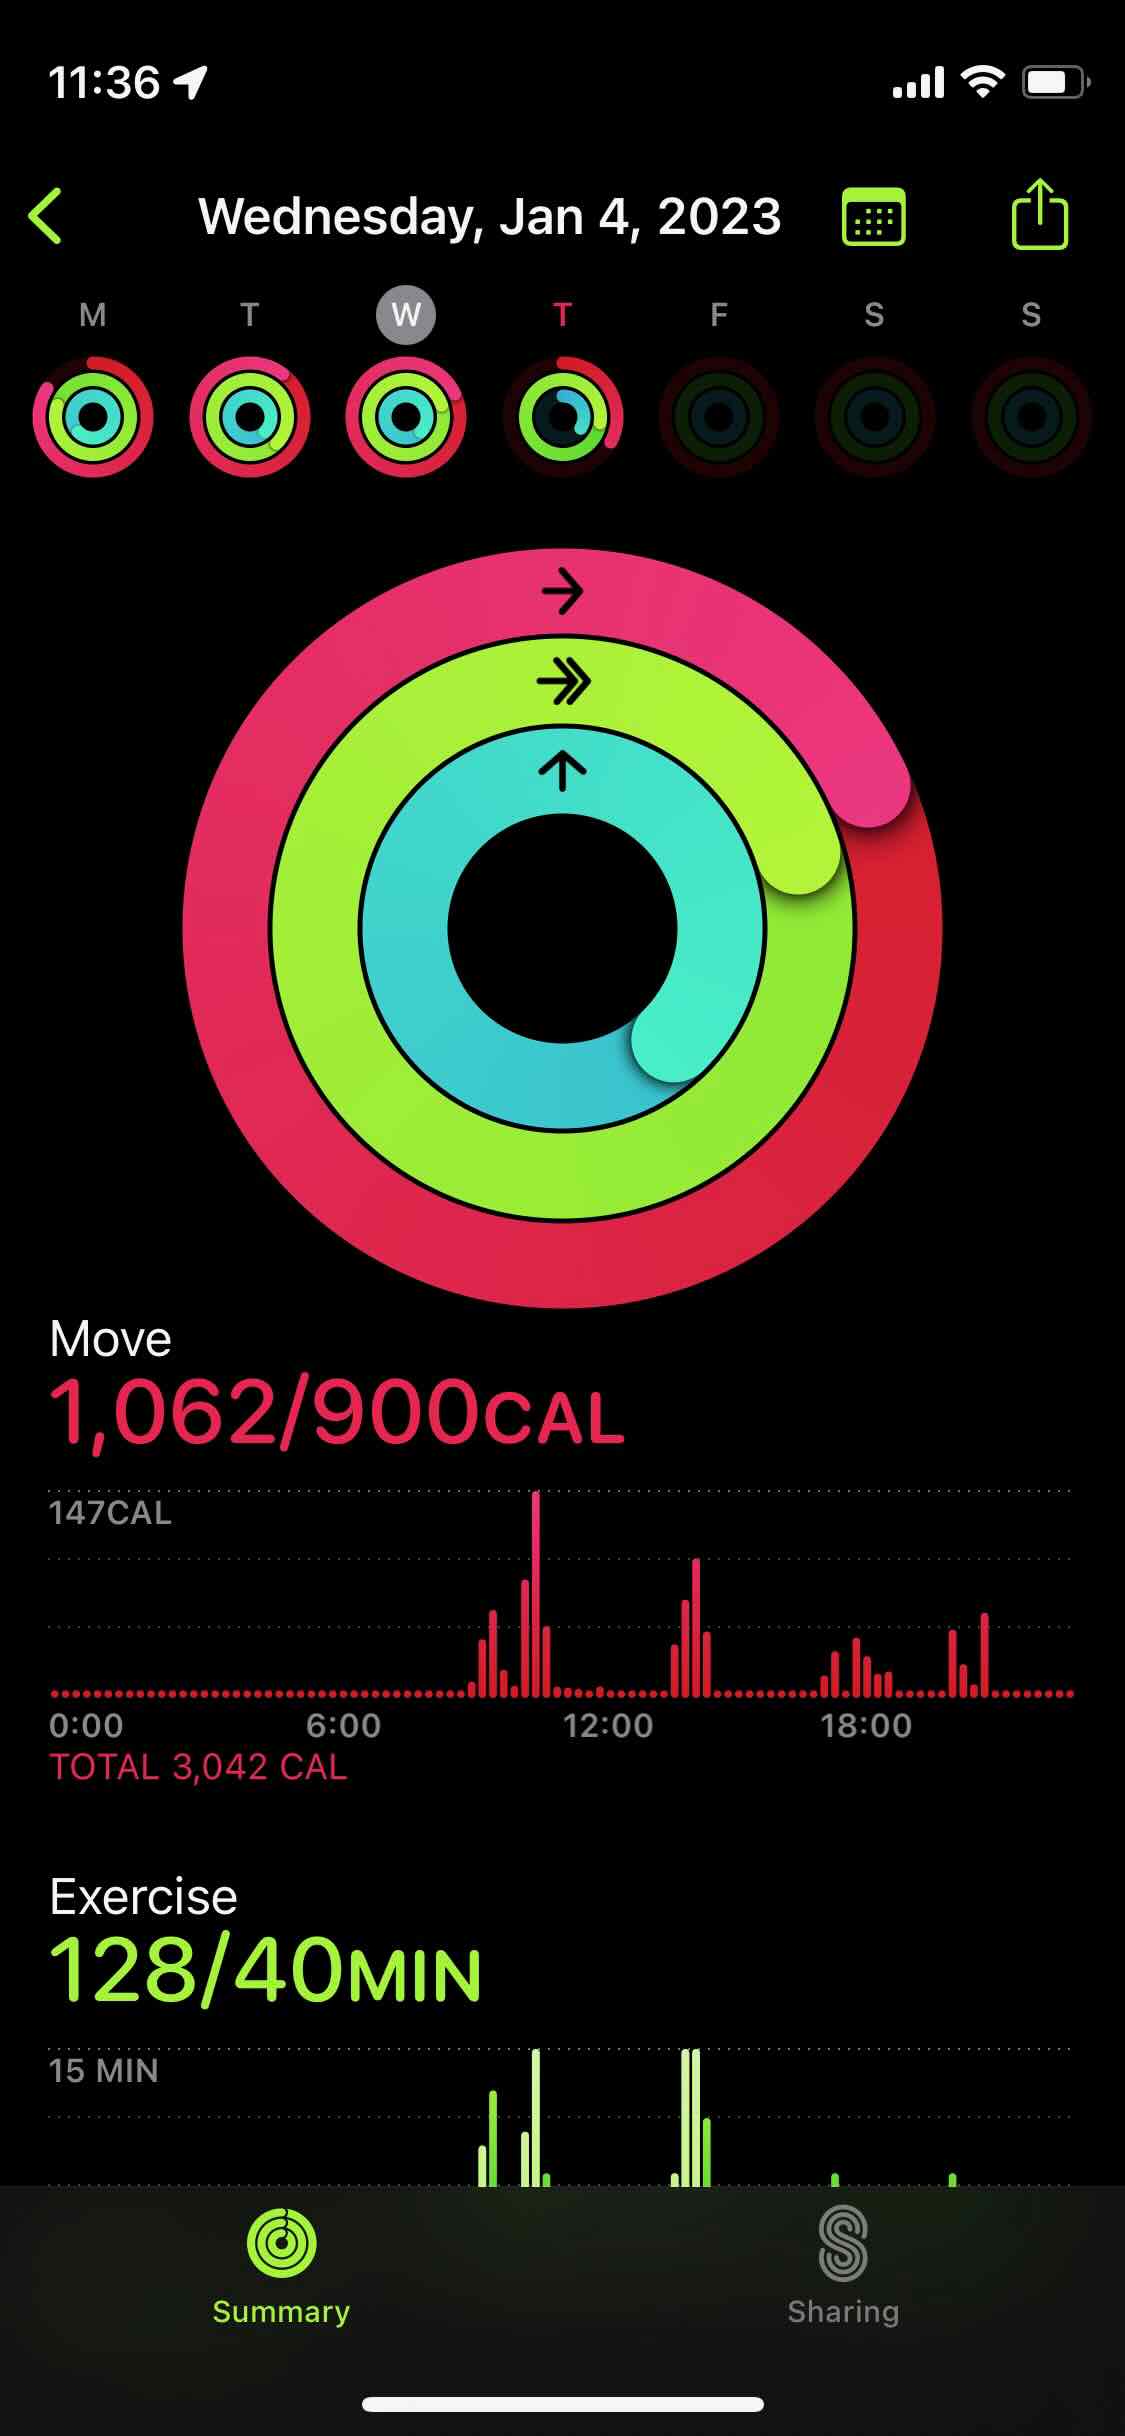 11:36
Wednesday, Jan 4, 2023
M T W T F S S
Move
1,062/900CAL
147CAL
0:00 6:00 12:00 18:00
TOTAL 3,042 CAL
Exercise
128/40MIN
15 MIN
Summary Sharing